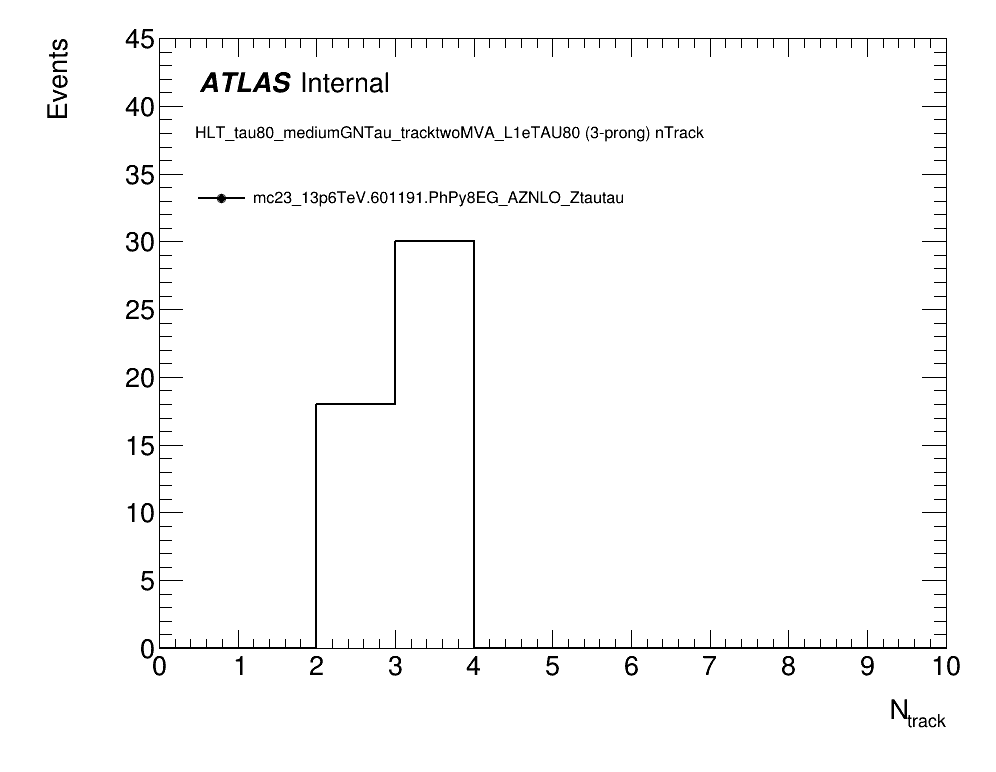 Events
45
40
35
30
25
20
15
10
5
0
ATLAS Internal
HLT_tau80_mediumGNTau_tracktwoMVA_L1eTAU80 (3-prong) nTrack
mc23_13p6TeV.601191.PhPy8EG_AZNLO_Ztautau
0 1 2 3 4 5 6 7 8 9 10
Ntrack